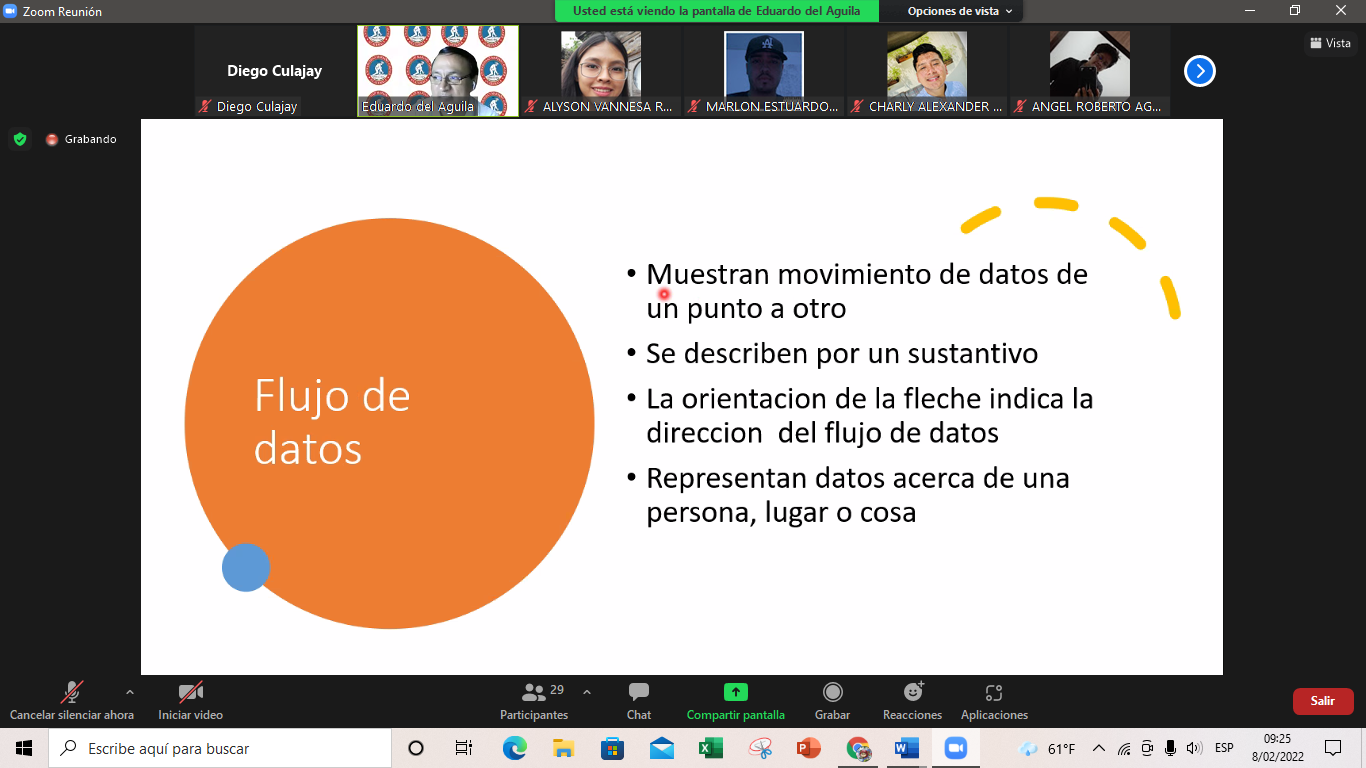 Zoom Reunión
Usted está viendo la pantalla de Eduardo del Aguila
Opciones de vista
Vista
Diego Culajay
Diego Culajay
Eduardo del Aguila
ALYSON VANNESA R...
MARLON ESTUARDO...
CHARLY ALEXANDER ...
ANGEL ROBERTO AG...
Grabando
Flujo de
datos
• Muestran movimiento de datos de
un punto a otro
• Se describen por un sustantivo
• La orientacion de la fleche indica la
direccion del flujo de datos
• Representan datos acerca de una
persona, lugar o cosa
Cancelar silenciar ahora
Iniciar video
29
Participantes
Chat
Compartir pantalla
Grabar
Reacciones
Aplicaciones
Salir
Escribe aquí para buscar
61°F
ESP
09:25
8/02/2022